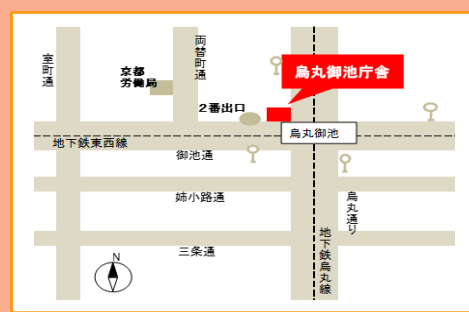 室町通
両替町通
京都
労働局
烏丸御池庁舎
２番出口
烏丸御池
地下鉄東西線
御池通
姉小路通
烏丸通り
三条通
地下鉄烏丸線
N